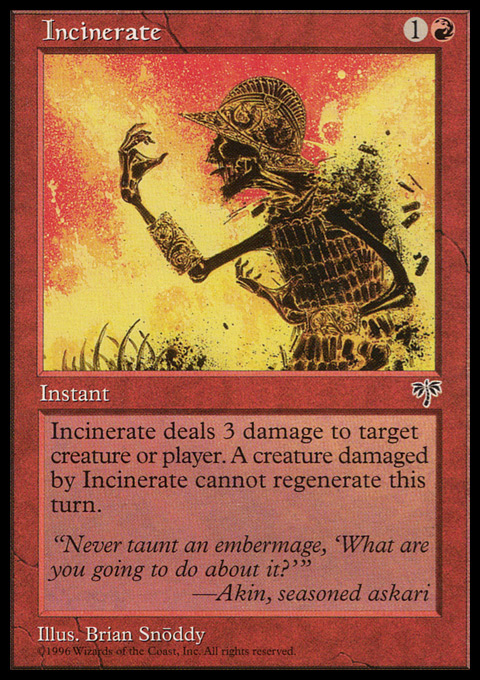 Incinerate 1
Instant
Incinerate deals 3 damage to target
creature or player. A creature damaged
by Incinerate cannot regenerate this
turn.
“Never taunt an embermage, ‘What are
you going to do about it?’”
—Akin, seasoned askari
Illus. Brian Snōddy
©1996 Wizards of the Coast, Inc. All rights reserved.